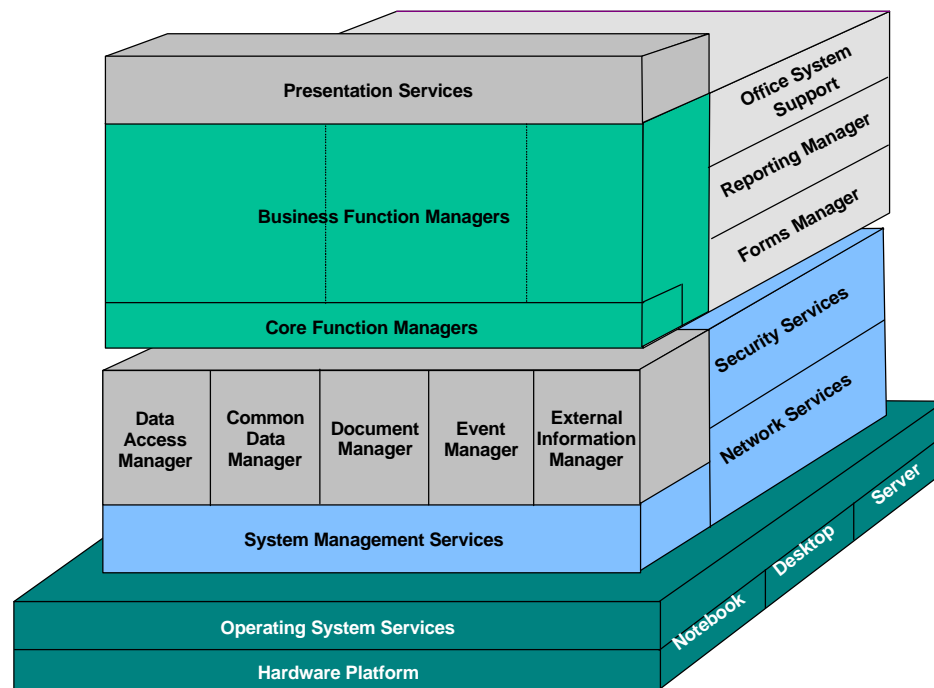 Presentation Services
Office System
Support
Reporting Manager
Forms Manager
Business Function Managers
Core Function Managers
Security Services
Network Services
Data
Access
Manager
Common
Data
Manager
Document
Manager
Event
Manager
External
Information
Manager
System Management Services
Server
Desktop
Notebook
Operating System Services
Hardware Platform